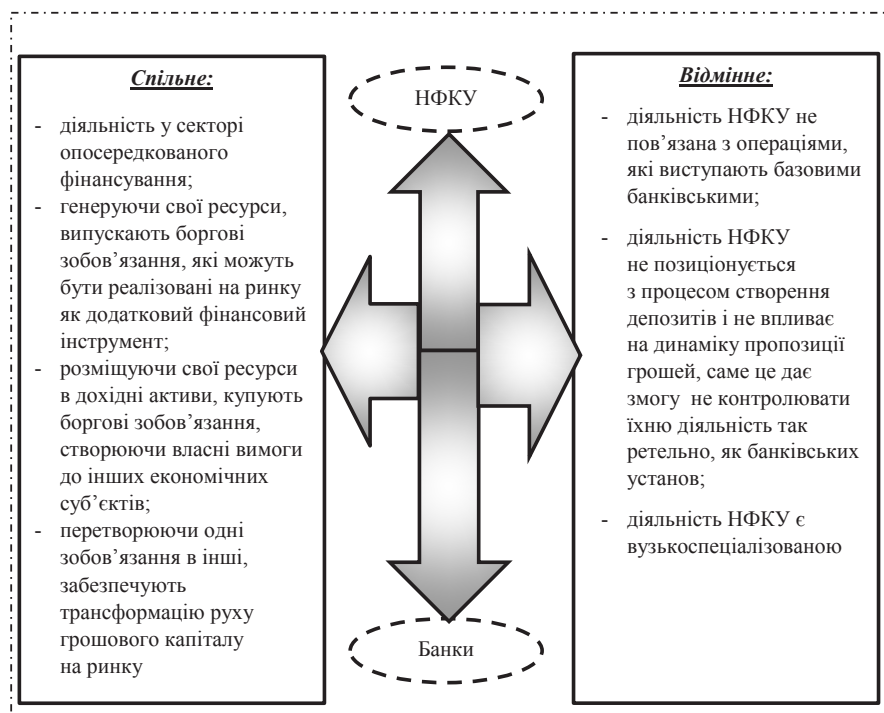 Спільне:
- діяльність у секторі
опосередкованого
фінансування;
- генеруючи свої ресурси,
випускають боргові
зобов’язання, які можуть
бути реалізовані на ринку
як додатковий фінансовий
інструмент;
- розміщуючи свої ресурси
в дохідні активи, купують
боргові зобов’язання,
створюючи власні вимоги
до інших економічних
суб’єктів;
- перетворюючи одні
зобов’язання в інші,
забезпечують
трансформацію руху
грошового капіталу
на ринку
НФКУ
Банки
Відмінне:
- діяльність НФКУ не
пов’язана з операціями,
які виступають базовими
банківськими;
- діяльність НФКУ
не позиціонується
з процесом створення
депозитів і не впливає
на динаміку пропозиції
грошей, саме це дає
змогу не контролювати
їхню діяльність так
ретельно, як банківських
установ;
- діяльність НФКУ є
вузькоспеціалізованою